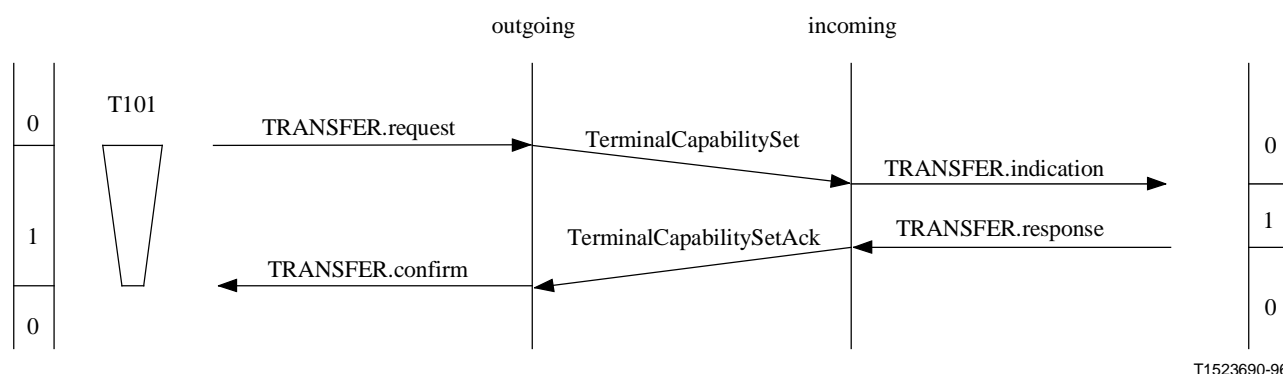 outgoing
incoming
T101
0
TRANSFER.request
TerminalCapabilitySet
0
TRANSFER.indication
1
TerminalCapabilitySetAck
TRANSFER.response
1
TRANSFER.confirm
0
0
T1523690-96